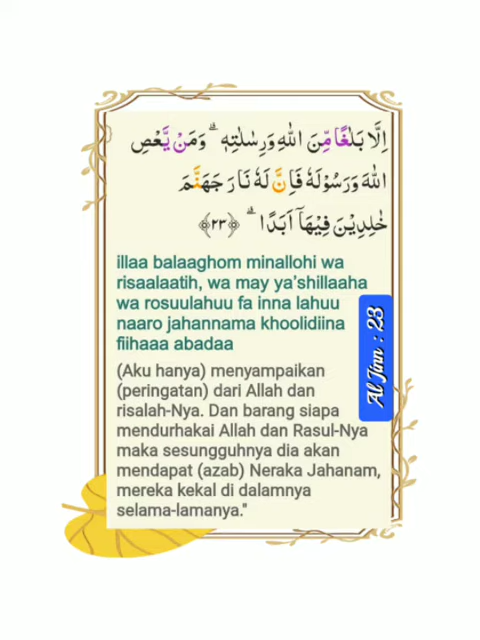 اِلَّا بَلٰغًا مِّنَ اللّٰهِ وَرِسٰلٰتِهٖ ۗ وَمَنْ يَّعْصِ
اللّٰهَ وَرَسُوْلَهٗ فَاِنَّ لَهٗ نَارَ جَهَنَّمَ
خٰلِدِيْنَ فِيْهَآ اَبَدًا ۗ ﴿٢٣﴾
illaa balaaghom minallohi wa
risaalaatih, wa may ya'shillaaha
wa rosuulahuu fa inna lahuu
naaro jahannama khoolidiina
fiihaaa abadaa
Al Jinn : 23
(Aku hanya) menyampaikan
(peringatan) dari Allah dan
risalah-Nya. Dan barang siapa
mendurhakai Allah dan Rasul-Nya
maka sesungguhnya dia akan
mendapat (azab) Neraka Jahanam,
mereka kekal di dalamnya
selama-lamanya."